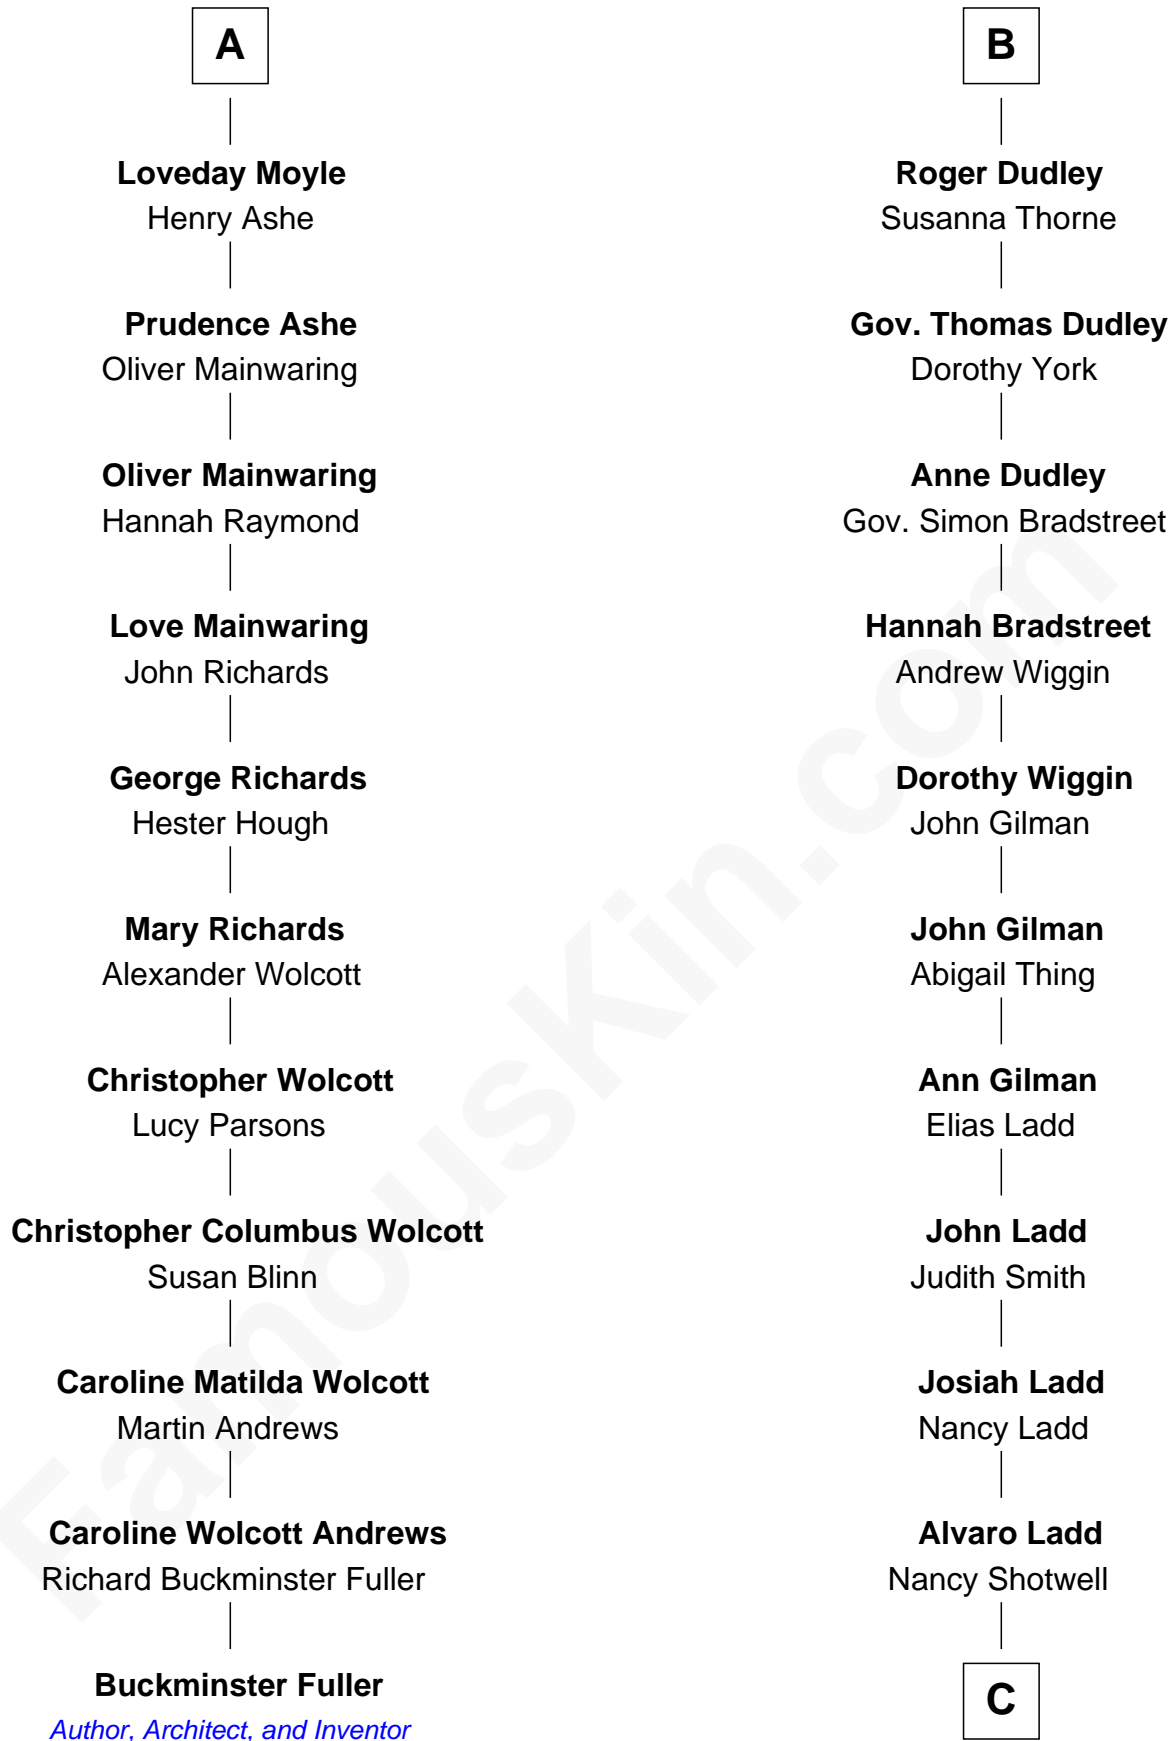 A
Loveday Moyle
Henry Ashe
Prudence Ashe
Oliver Mainwaring
Oliver Mainwaring
Hannah Raymond
Love Mainwaring
John Richards
George Richards
Hester Hough
Mary Richards
Alexander Wolcott
Christopher Wolcott
Lucy Parsons
Christopher Columbus Wolcott
Susan Blinn
Caroline Matilda Wolcott
Martin Andrews
Caroline Wolcott Andrews
Richard Buckminster Fuller
Buckminster Fuller
Author, Architect, and Inventor
B
Roger Dudley
Susanna Thorne
Gov. Thomas Dudley
Dorothy York
Anne Dudley
Gov. Simon Bradstreet
Hannah Bradstreet
Andrew Wiggin
Dorothy Wiggin
John Gilman
John Gilman
Abigail Thing
Ann Gilman
Elias Ladd
John Ladd
Judith Smith
Josiah Ladd
Nancy Ladd
Alvaro Ladd
Nancy Shotwell
C
FamousKin.com